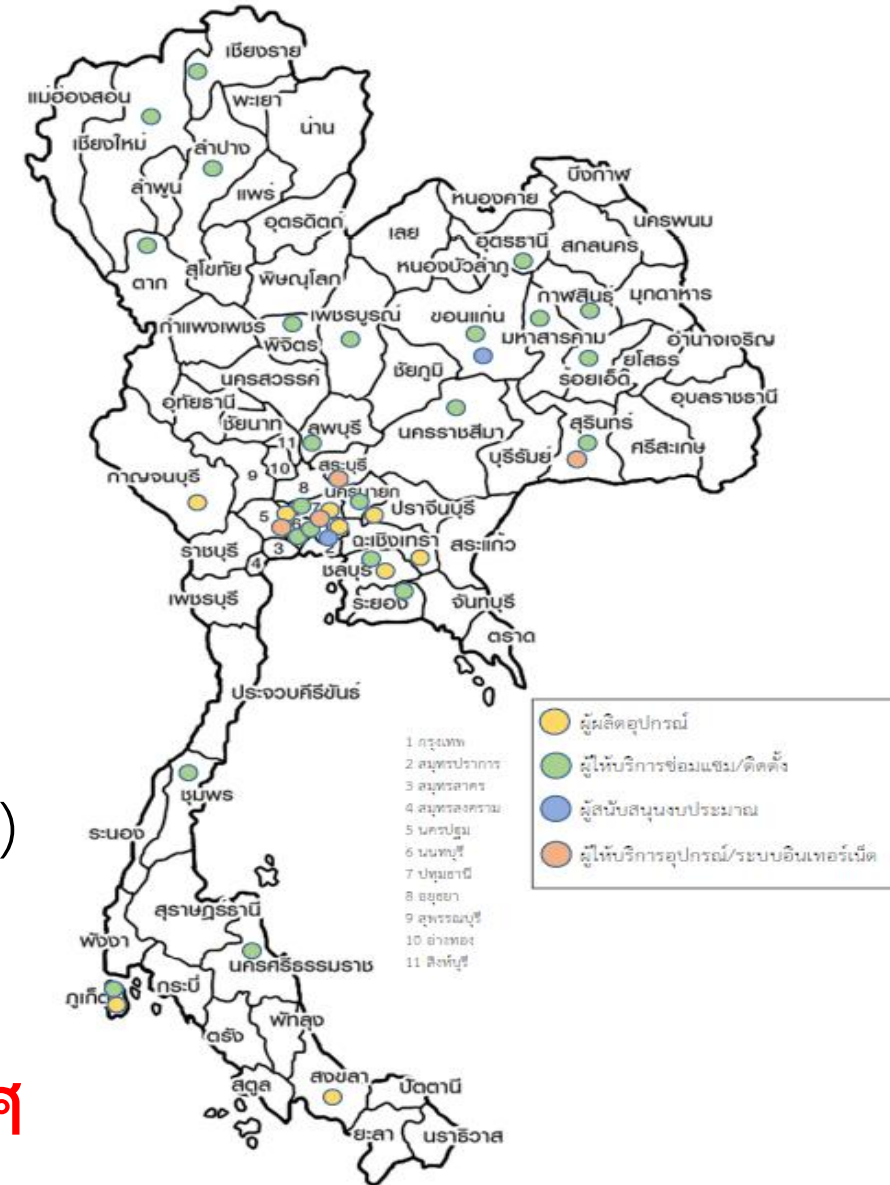 เชียงราย
แม่ฮ่องสอน
พะเยา
น่าน
เชียงใหม่
ลำปาง
ลำพูน
แพร่
อุตรดิตถ์
บึงกาฬ
หนองคาย
นครพนม
เลย
อุดรธานี
สกลนคร
ตาก
สุโขทัย
พิษณุโลก
หนองบัวลำภู
กาฬสินธุ์
มุกดาหาร
กำแพงเพชร
เพชรบูรณ์
ขอนแก่น
พิจิตร
มหาสารคาม
ยโสธร
อำนาจเจริญ
นครสวรรค์
ชัยภูมิ
ร้อยเอ็ด
อุบลราชธานี
อุทัยธานี
ชัยนาท
ลพบุรี
นครราชสีมา
สุรินทร์
บุรีรัมย์
ศรีสะเกษ
11
10
สระบุรี
กาญจนบุรี
9
8
นครนายก
ปราจีนบุรี
5
6
7
ฉะเชิงเทรา
สระแก้ว
ราชบุรี
3
2
4
ชลบุรี
เพชรบุรี
ระยอง
จันทบุรี
ตราด
ประจวบคีรีขันธ์
1 กรุงเทพ
2 สมุทรปราการ
3 สมุทรสาคร
4 สมุทรสงคราม
5 นครปฐม
6 นนทบุรี
7 ปทุมธานี
8 อยุธยา
9 สุพรรณบุรี
10 อ่างทอง
11 สิงห์บุรี
ผู้ผลิตอุปกรณ์
ผู้ให้บริการซ่อมแซม/ติดตั้ง
ผู้สนับสนุนงบประมาณ
ผู้ให้บริการอุปกรณ์/ระบบอินเทอร์เน็ต
ชุมพร
)
ระนอง
สุราษฎร์ธานี
พังงา
นครศรีธรรมราช
ภูเก็ต
กระบี่
ตรัง
พัทลุง
ศ
สตูล
สงขลา
ปัตตานี
ยะลา
นราธิวาส